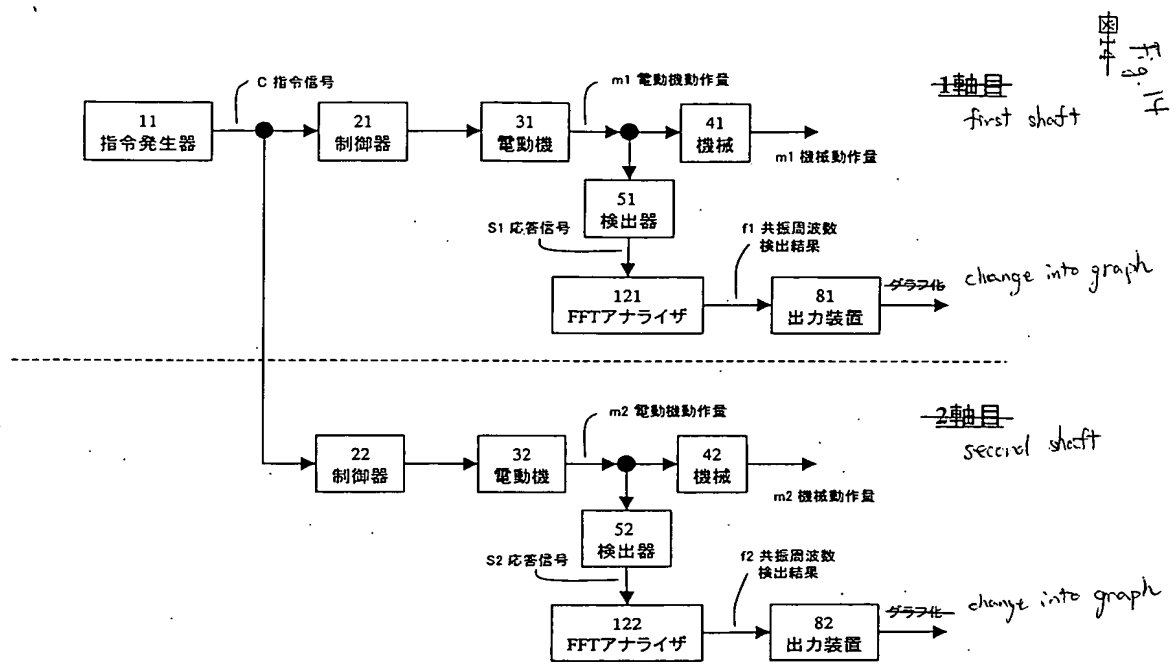 図14
Fig. 14
C 指令信号
m1 電動機動作量
1軸目
first shaft
11
指令発生器
21
制御器
31
電動機
41
機械
m1 機械動作量
51
検出器
S1 応答信号
f1 共振周波数
検出結果
121
FFTアナライザ
81
出力装置
グラフ化
change into graph
m2 電動機動作量
2軸目
second shaft
22
制御器
32
電動機
42
機械
m2 機械動作量
52
検出器
S2 応答信号
f2 共振周波数
検出結果
122
FFTアナライザ
82
出力装置
グラフ化
change into graph